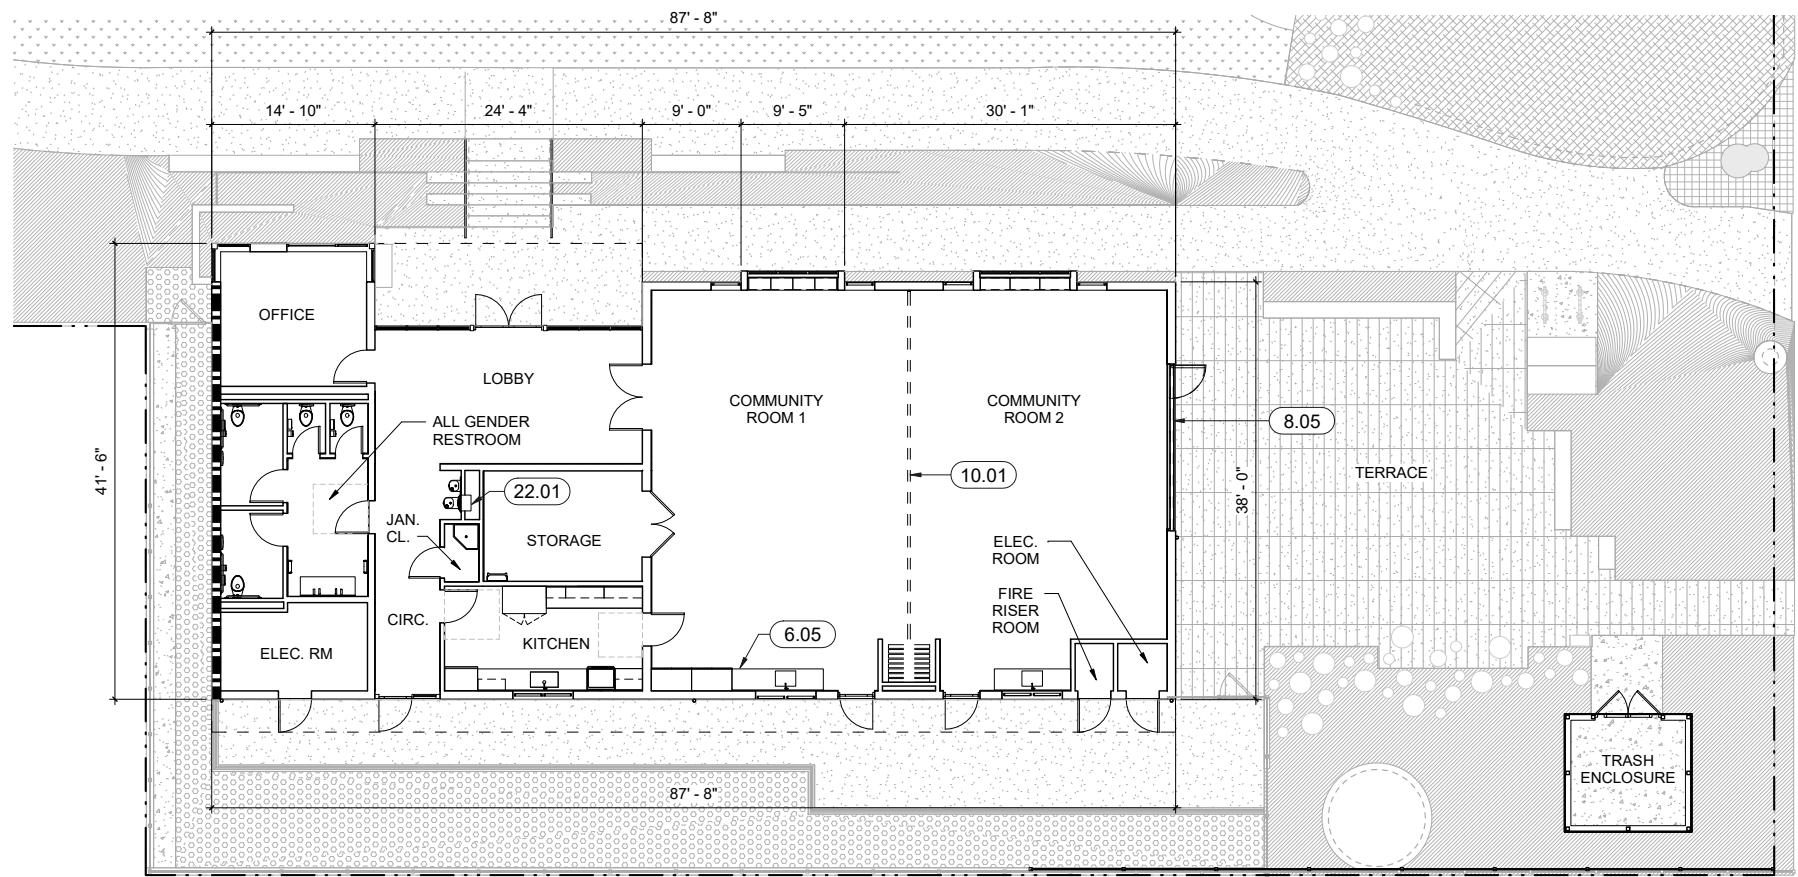 87' - 8"
14' - 10"
24' - 4"
9' - 0"
9' - 5"
30' - 1"
OFFICE
LOBBY
COMMUNITY
ROOM 1
COMMUNITY
ROOM 2
ALL GENDER
RESTROOM
8.05
41' - 6"
10.01
TERRACE
22.01
38' - 0"
JAN.
CL.
STORAGE
ELEC.
ROOM
FIRE
RISER
ROOM
CIRC.
KITCHEN
6.05
ELEC. RM
TRASH
ENCLOSURE
87' - 8"